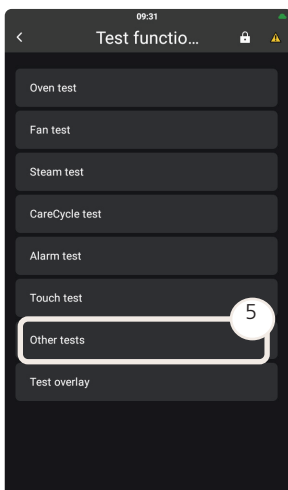 09:31
Test functio...
Oven test
Fan test
Steam test
CareCycle test
Alarm test
Touch test
5
Other tests
Test overlay